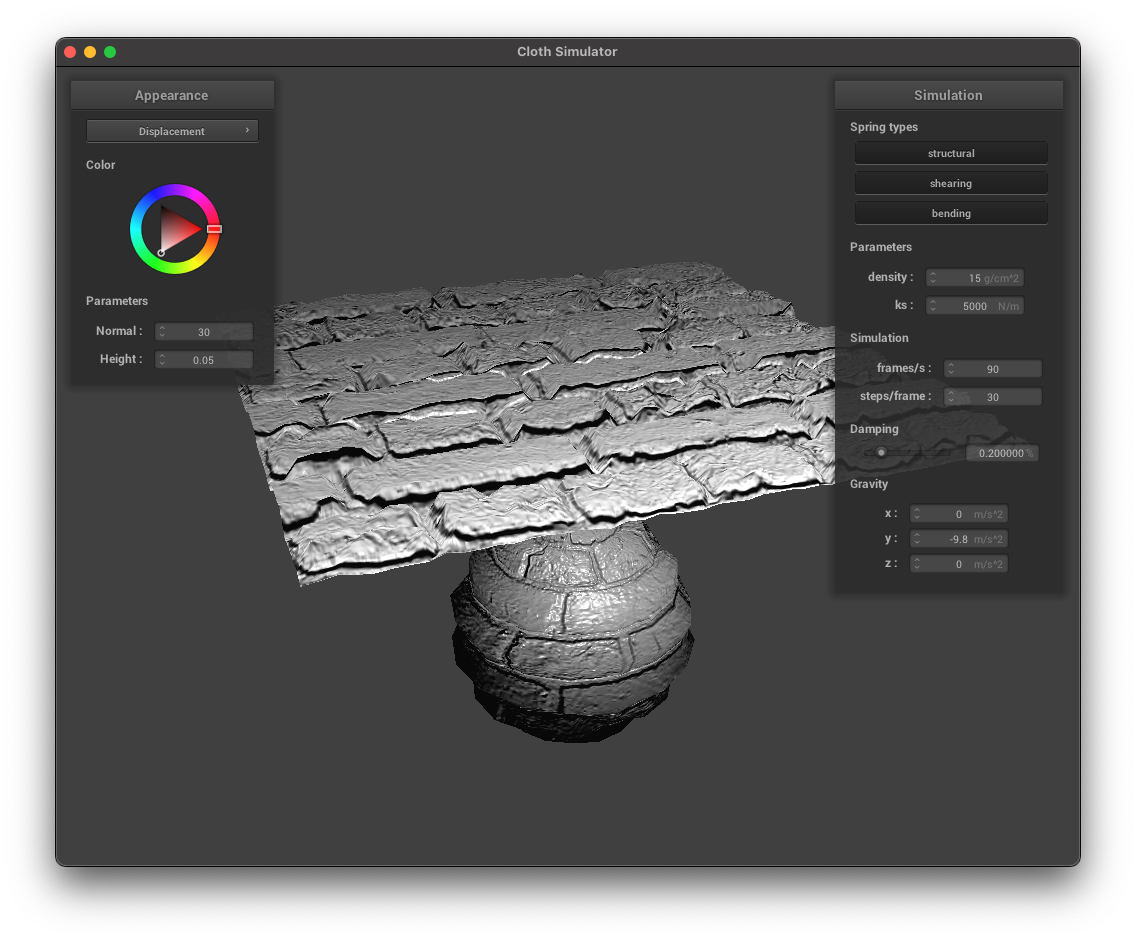 Cloth Simulator
Appearance
Displacement
Color
Parameters
Normal : 30
Height : 0.05
Simulation
Spring types
structural
shearing
bending
Parameters
density : 15 g/cm^2
ks : 5000 N/m
Simulation
frames/s : 90
steps/frame : 30
Damping
0.200000 %
Gravity
x : 0 m/s^2
y : -9.8 m/s^2
z : 0 m/s^2